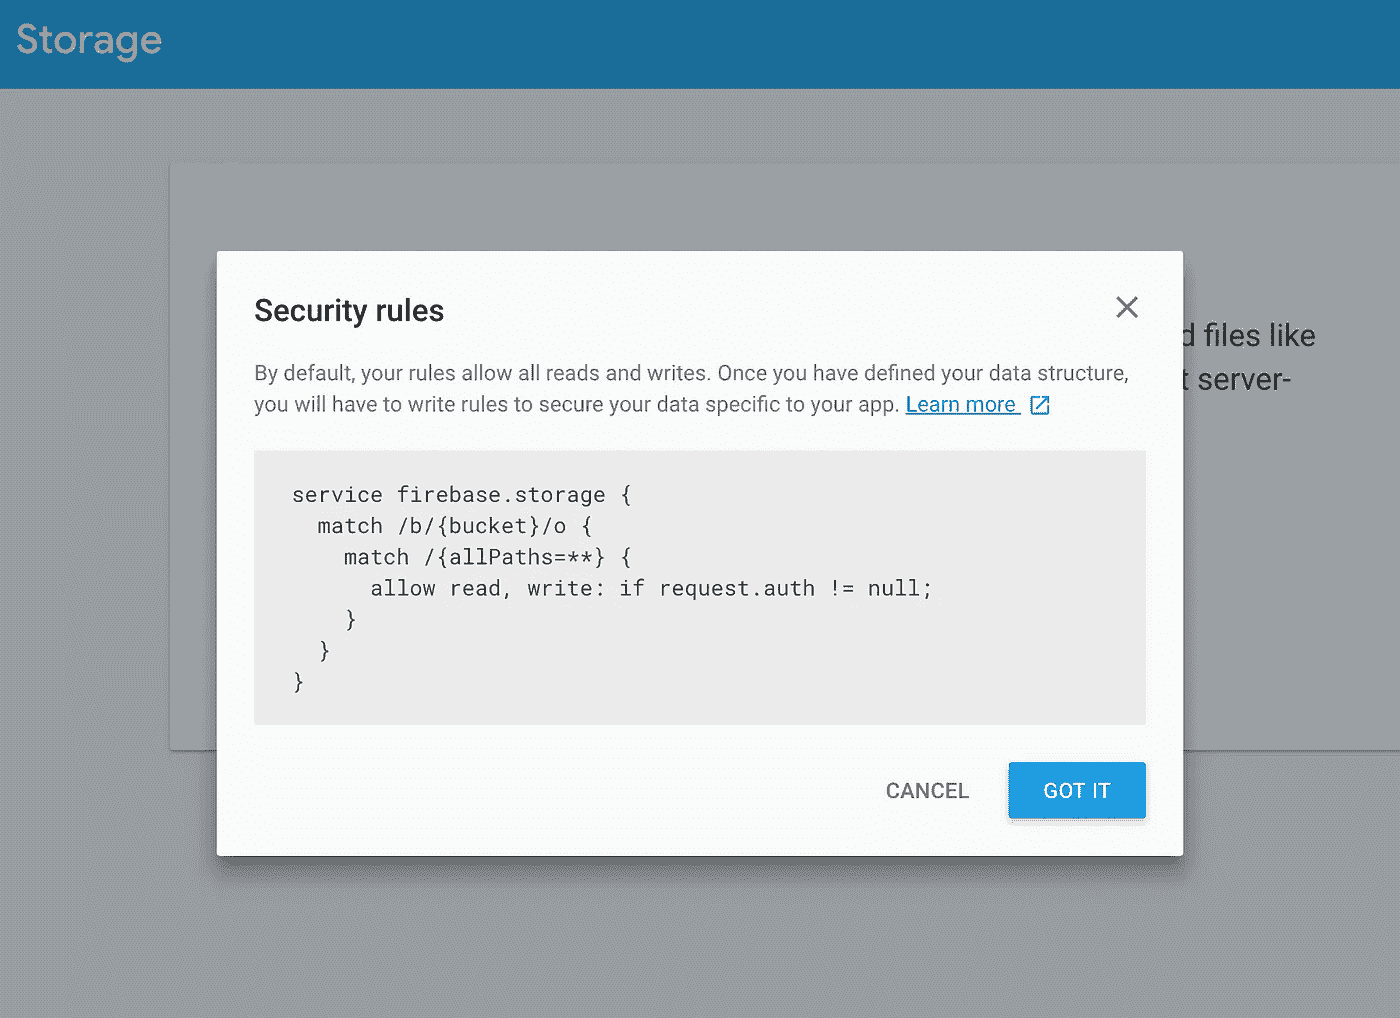 Storage
Security rules
d files like
t server-
By default, your rules allow all reads and writes. Once you have defined your data structure,
you will have to write rules to secure your data specific to your app. Learn more
service firebase.storage {
  match /b/{bucket}/o {
    match /{allPaths=**} {
      allow read, write: if request.auth != null;
    }
  }
}
CANCEL
GOT IT